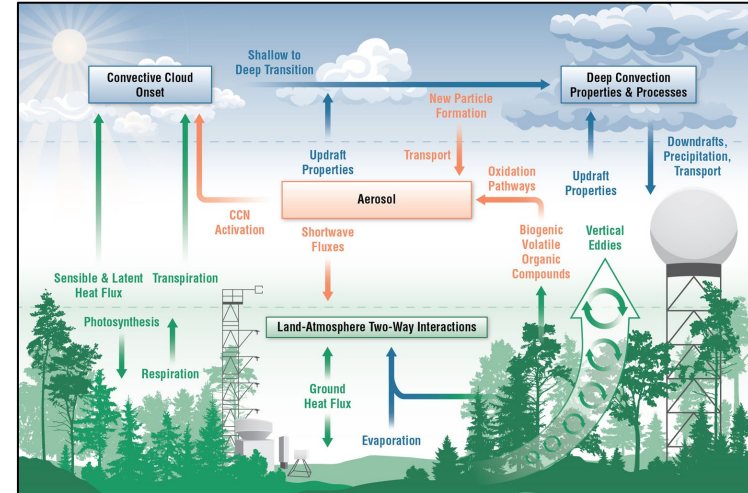 Shallow to
Deep Transition
Convective Cloud
Onset
Deep Convection
Properties & Processes
New Particle
Formation
Updraft
Properties
Transport
Downdrafts,
Precipitation,
Transport
Oxidation
Pathways
Updraft
Properties
Aerosol
CCN
Activation
Shortwave
Fluxes
Biogenic
Volatile
Organic
Compounds
Vertical
Eddies
Sensible & Latent
Heat Flux
Transpiration
Photosynthesis
Land-Atmosphere Two-Way Interactions
Respiration
Ground
Heat Flux
Evaporation